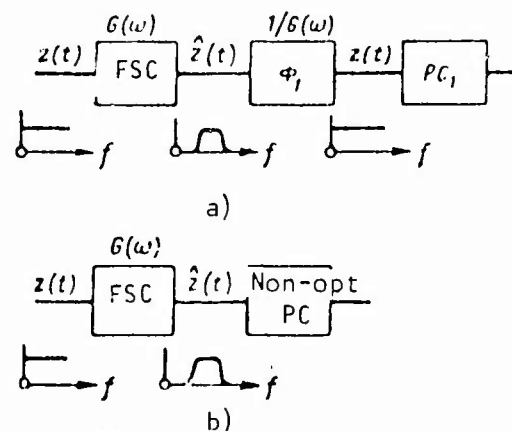 G(ω) 1/G(ω)
z(t) FSC ẑ(t) Φ₁ z(t) PC₁
f f f
a)
G(ω)
z(t) FSC ẑ(t) Non-opt PC
f f
b)